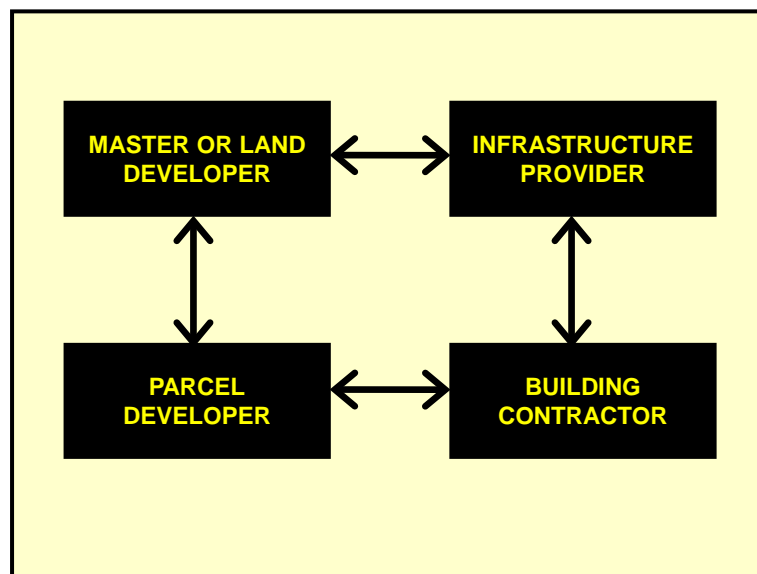 MASTER OR LAND
DEVELOPER
INFRASTRUCTURE
PROVIDER
PARCEL
DEVELOPER
BUILDING
CONTRACTOR